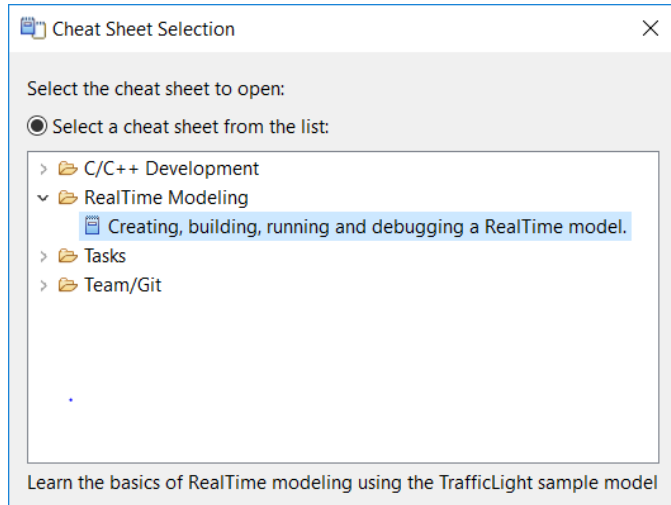 Cheat Sheet Selection
Select the cheat sheet to open:
Select a cheat sheet from the list:
C/C++ Development
RealTime Modeling
Creating, building, running and debugging a RealTime model.
Tasks
Team/Git
Learn the basics of RealTime modeling using the TrafficLight sample model